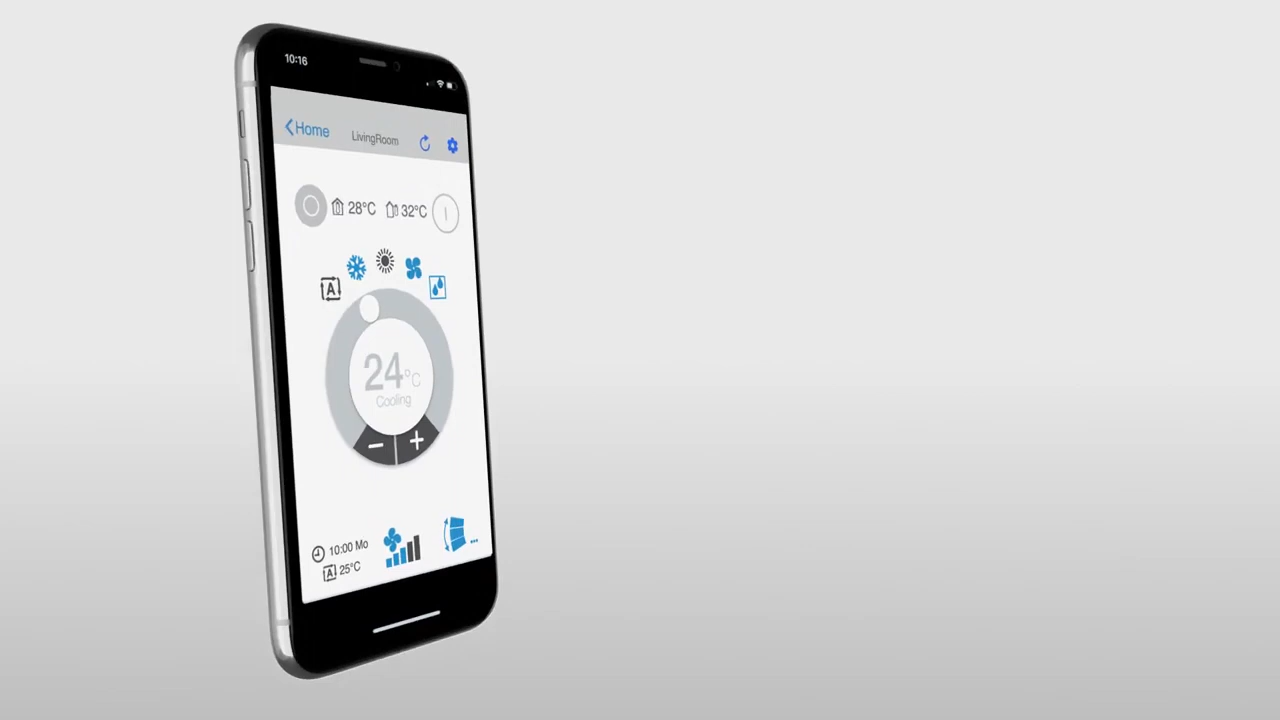 10:16
Home LivingRoom
28°C 32°C
A
24°C
Cooling
− +
10:00 Mo
A 25°C